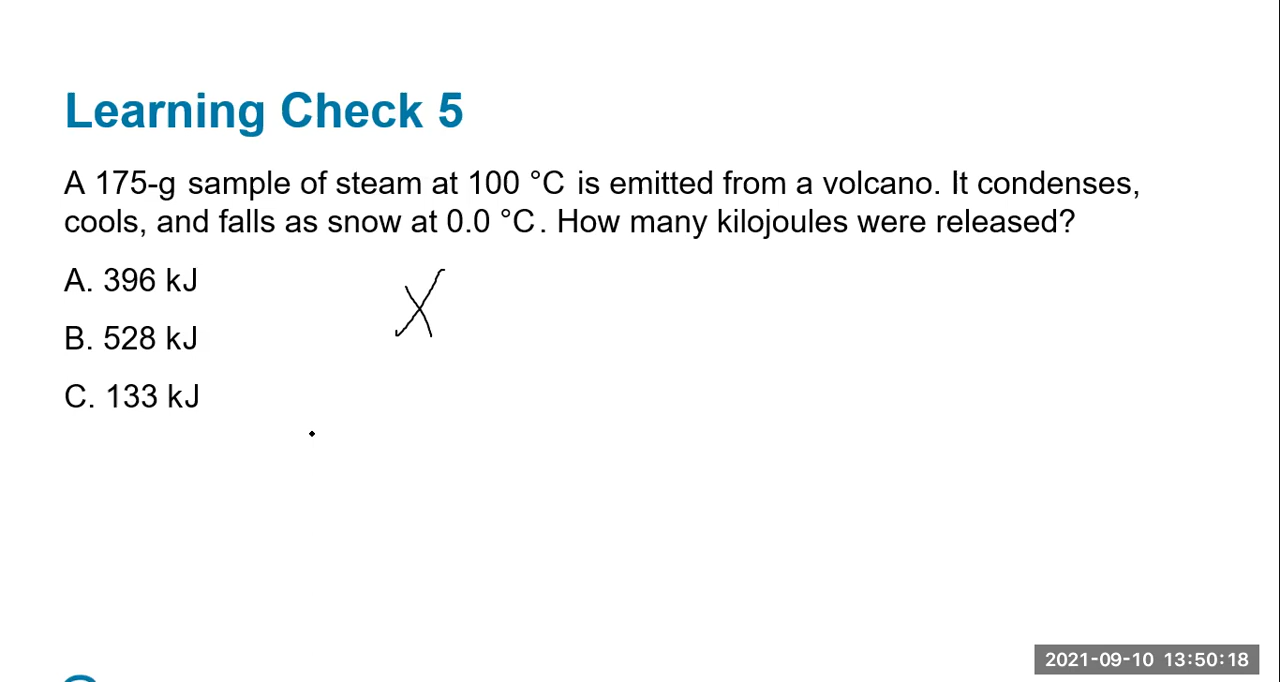 Learning Check 5
A 175-g sample of steam at 100 °C is emitted from a volcano. It condenses,
cools, and falls as snow at 0.0 °C. How many kilojoules were released?
A. 396 kJ
X
B. 528 kJ
C. 133 kJ
2021-09-10 13:50:18